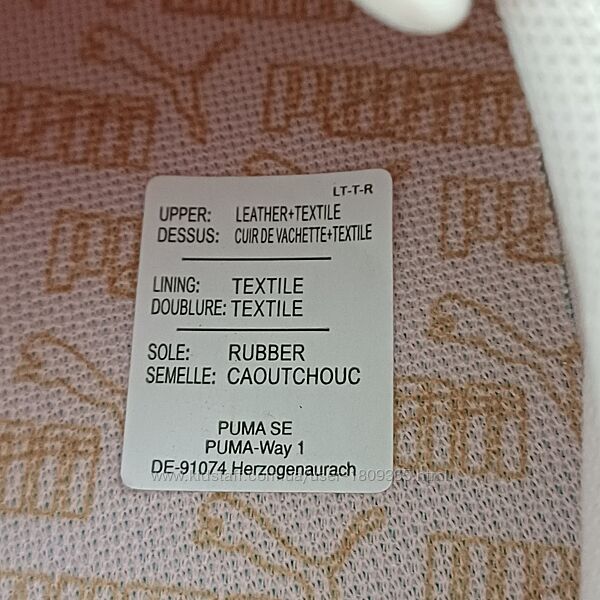 PUMA
LT-T-R
UPPER: LEATHER+TEXTILE
DESSUS: CUIR DE VACHETTE+TEXTILE
LINING: TEXTILE
DOUBLURE: TEXTILE
SOLE: RUBBER
SEMELLE: CAOUTCHOUC
PUMA SE
PUMA-Way 1
DE-91074 Herzogenaurach